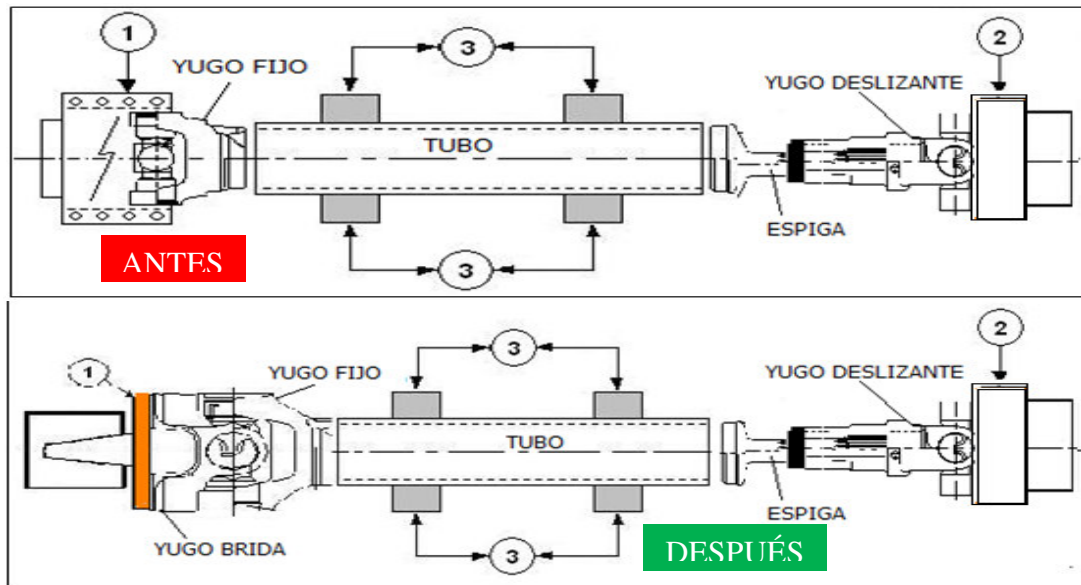 1
3
2
YUGO FIJO
YUGO DESLIZANTE
TUBO
ESPIGA
3
ANTES
1
3
2
YUGO FIJO
YUGO DESLIZANTE
TUBO
ESPIGA
YUGO BRIDA
3
DESPUÉS